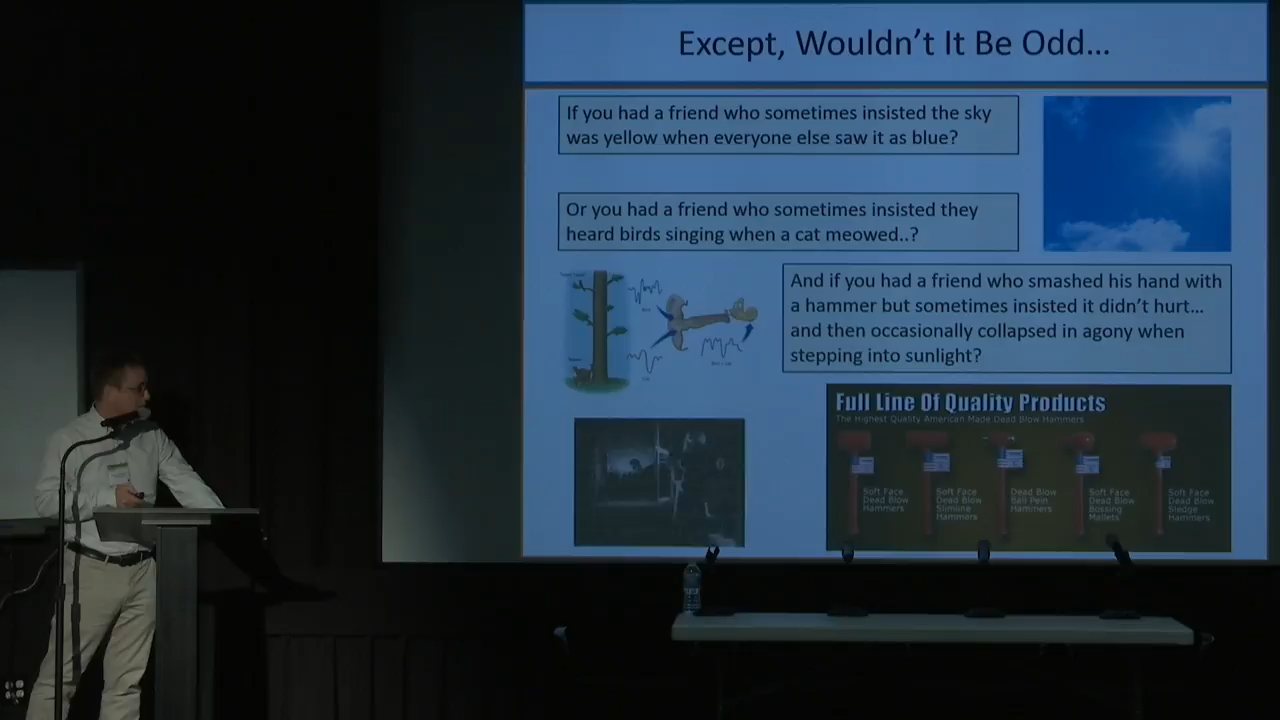 Except, Wouldn't It Be Odd...
If you had a friend who sometimes insisted the sky
was yellow when everyone else saw it as blue?
Or you had a friend who sometimes insisted they
heard birds singing when a cat meowed..?
And if you had a friend who smashed his hand with
a hammer but sometimes insisted it didn't hurt...
and then occasionally collapsed in agony when
stepping into sunlight?
Full Line Of Quality Products
The Highest Quality American Made Dead Blow Hammers
Soft Face
Dead Blow
Hammers
Soft Face
Dead Blow
Slimline
Hammers
Dead Blow
Ball Pein
Hammers
Soft Face
Dead Blow
Bossing
Mallets
Soft Face
Dead Blow
Sledge
Hammers